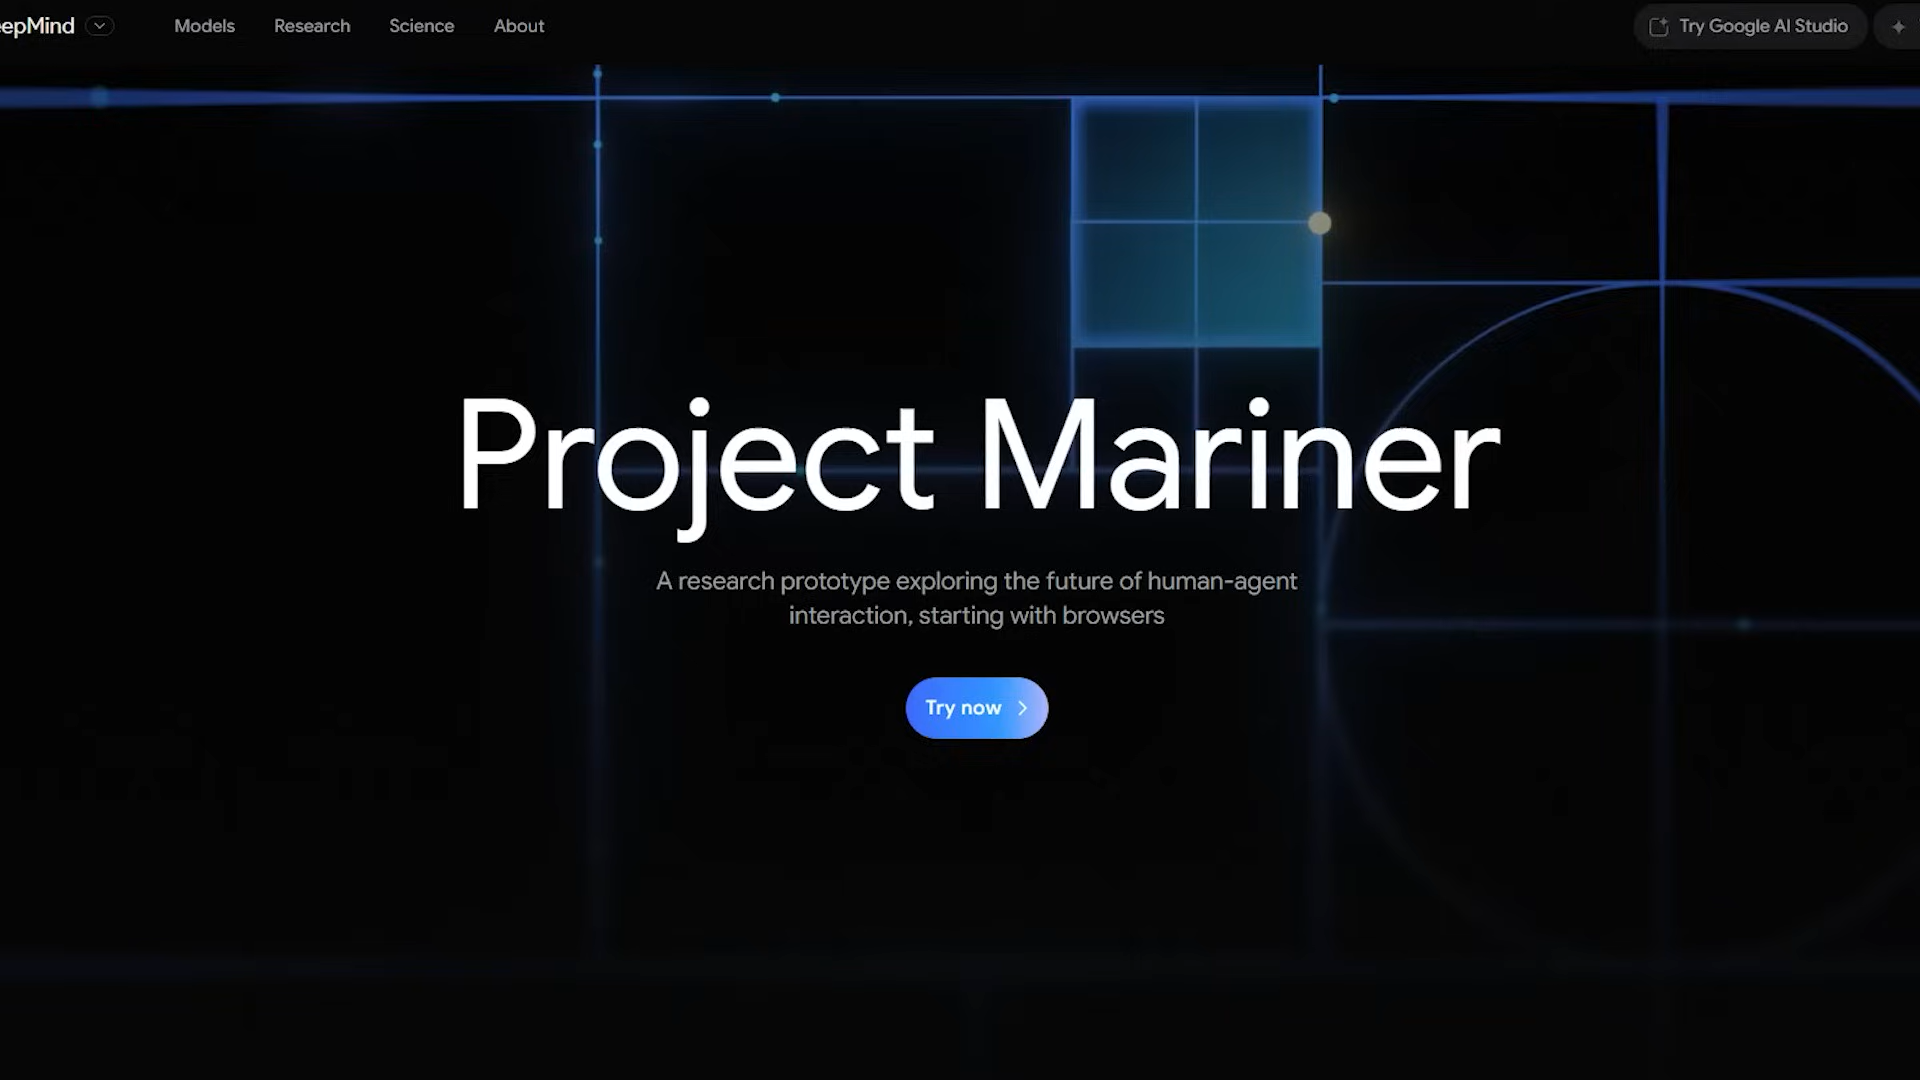 eepMind
Models
Research
Science
About
Try Google AI Studio
Project Mariner
A research prototype exploring the future of human-agent
interaction, starting with browsers
Try now